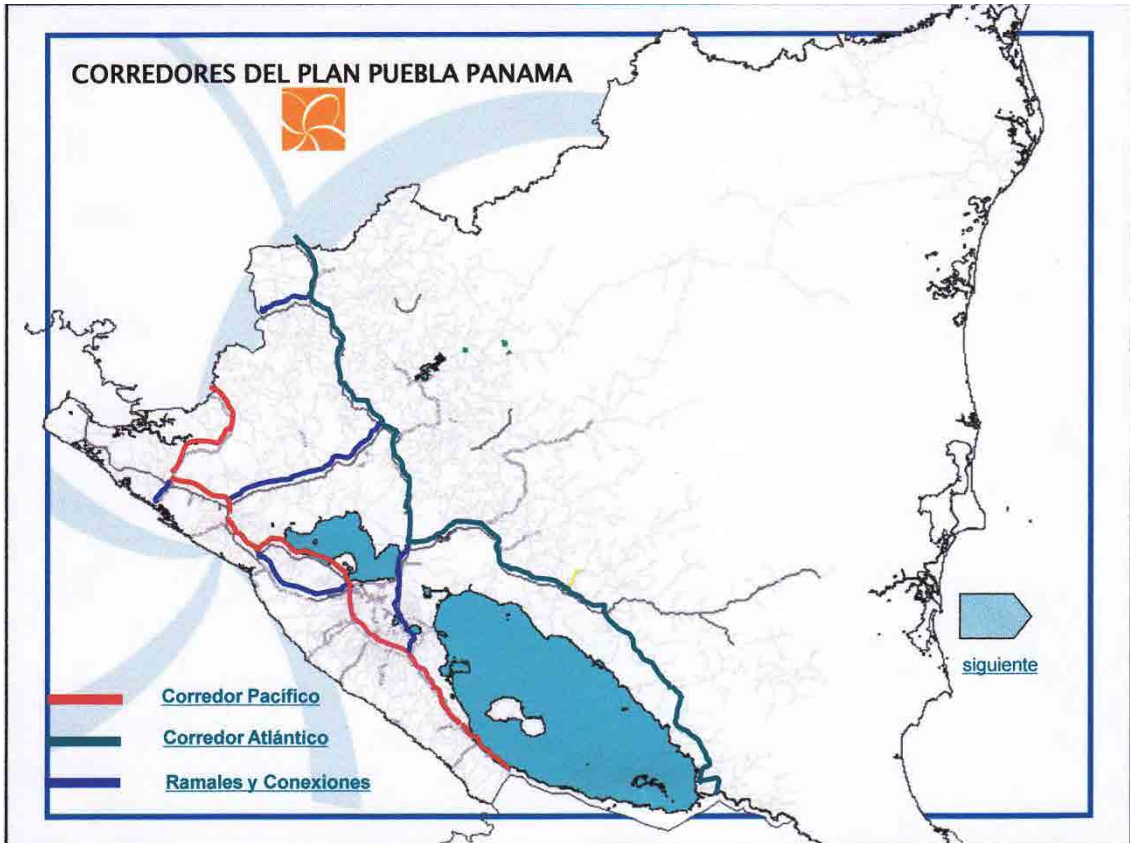 CORREDORES DEL PLAN PUEBLA PANAMA
siguiente
Corredor Pacífico
Corredor Atlántico
Ramales y Conexiones